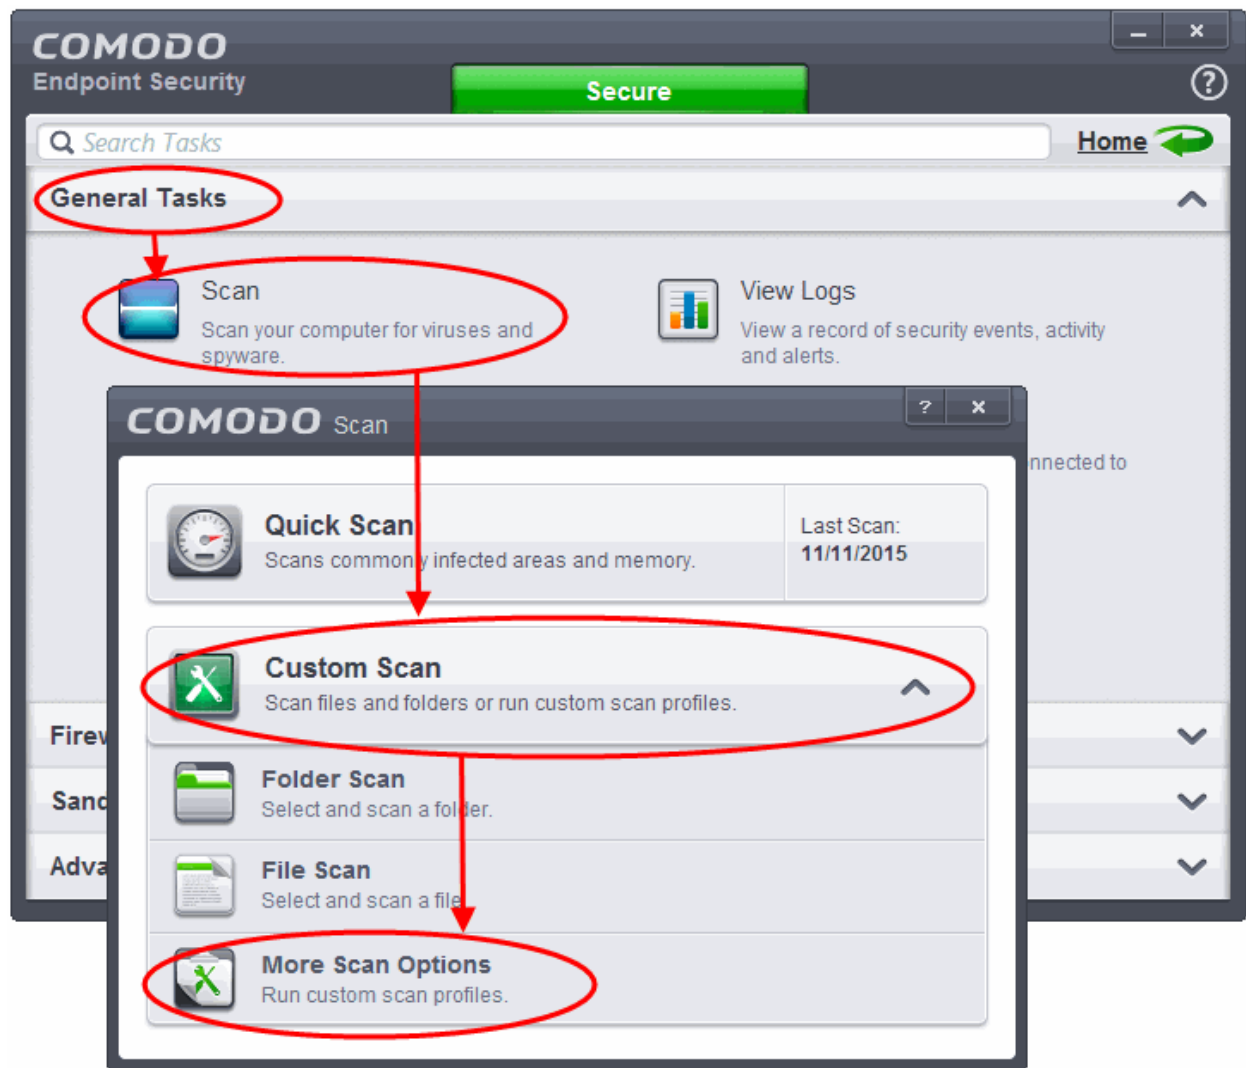 COMODO
Endpoint Security
Secure
?
Search Tasks
Home
General Tasks
Scan
Scan your computer for viruses and
spyware.
View Logs
View a record of security events, activity
and alerts.
nnected to
COMODO Scan
?
Quick Scan
Scans commonly infected areas and memory.
Last Scan:
11/11/2015
Custom Scan
Scan files and folders or run custom scan profiles.
Firew
Folder Scan
Select and scan a folder.
Sand
File Scan
Select and scan a file.
Adva
More Scan Options
Run custom scan profiles.